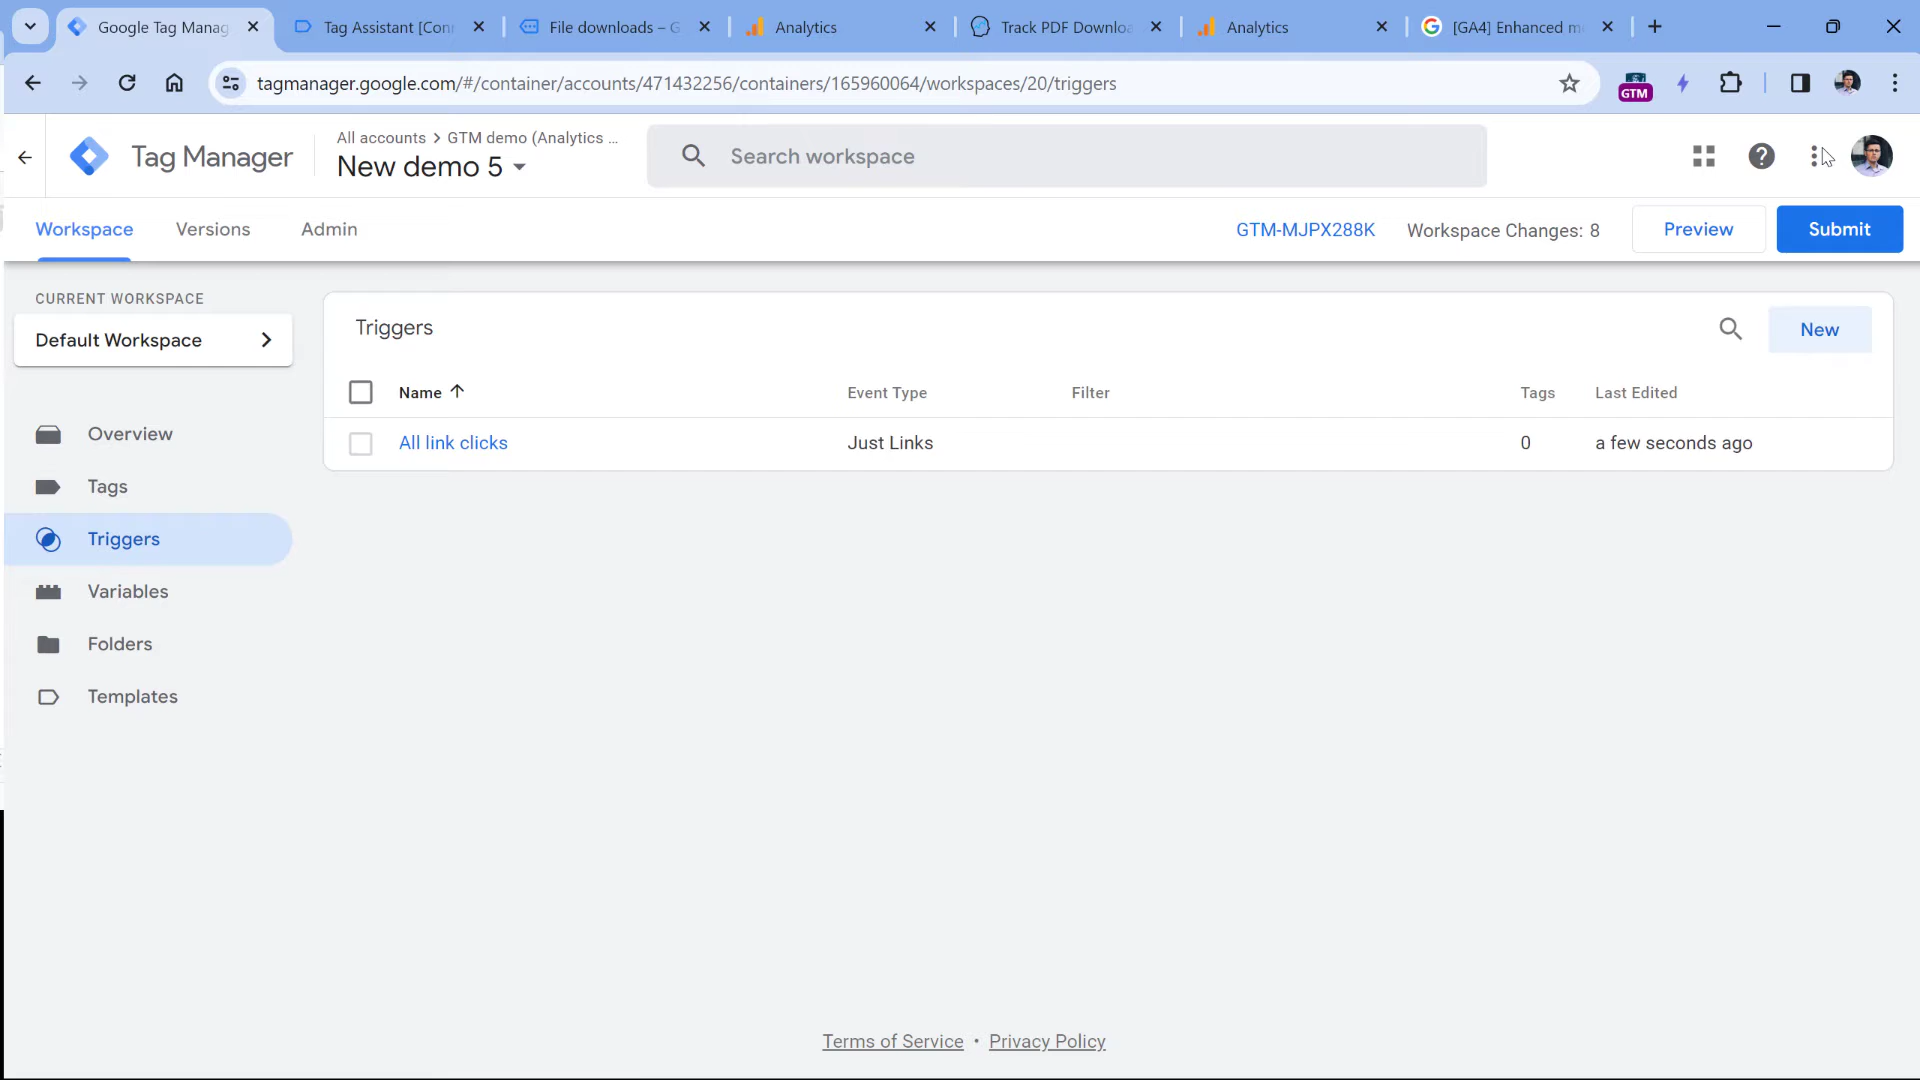 Google Tag Manag
Tag Assistant [Conn
File downloads – G
Analytics
Track PDF Downloa
Analytics
[GA4] Enhanced m
tagmanager.google.com/#/container/accounts/471432256/containers/165960064/workspaces/20/triggers
GTM
Tag Manager
All accounts > GTM demo (Analytics ...
New demo 5
Search workspace
Workspace
Versions
Admin
GTM-MJPX288K
Workspace Changes: 8
Preview
Submit
CURRENT WORKSPACE
Default Workspace
Overview
Tags
Triggers
Variables
Folders
Templates
Triggers
New
Name
Event Type
Filter
Tags
Last Edited
All link clicks
Just Links
0
a few seconds ago
Terms of Service • Privacy Policy